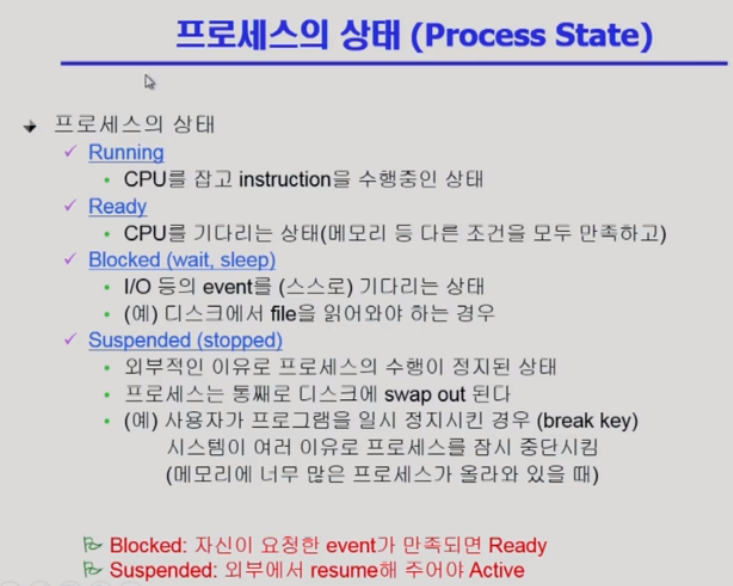 프로세스의 상태 (Process State)
프로세스의 상태
Running
CPU를 잡고 instruction을 수행중인 상태
Ready
CPU를 기다리는 상태(메모리 등 다른 조건을 모두 만족하고)
Blocked (wait, sleep)
I/O 등의 event를 (스스로) 기다리는 상태
(예) 디스크에서 file을 읽어와야 하는 경우
Suspended (stopped)
외부적인 이유로 프로세스의 수행이 정지된 상태
프로세스는 통째로 디스크에 swap out 된다
(예) 사용자가 프로그램을 일시 정지시킨 경우 (break key)
시스템이 여러 이유로 프로세스를 잠시 중단시킴
(메모리에 너무 많은 프로세스가 올라와 있을 때)
Blocked: 자신이 요청한 event가 만족되면 Ready
Suspended: 외부에서 resume해 주어야 Active